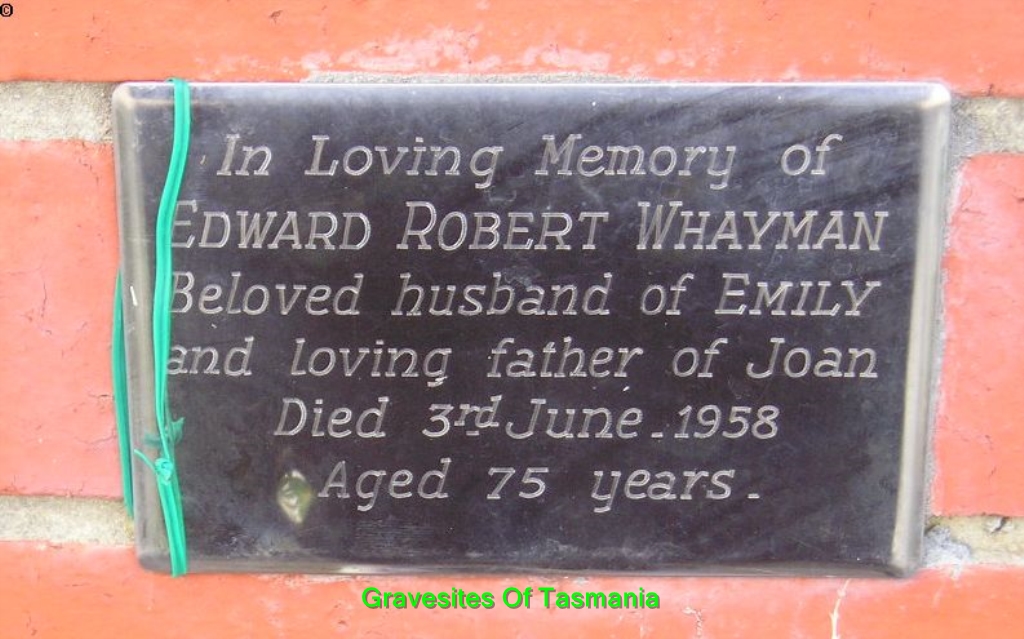 ©
In Loving Memory of
EDWARD ROBERT WHAYMAN
Beloved husband of EMILY
and loving father of Joan
Died 3rd June. 1958
Aged 75 years.
Gravesites Of Tasmania